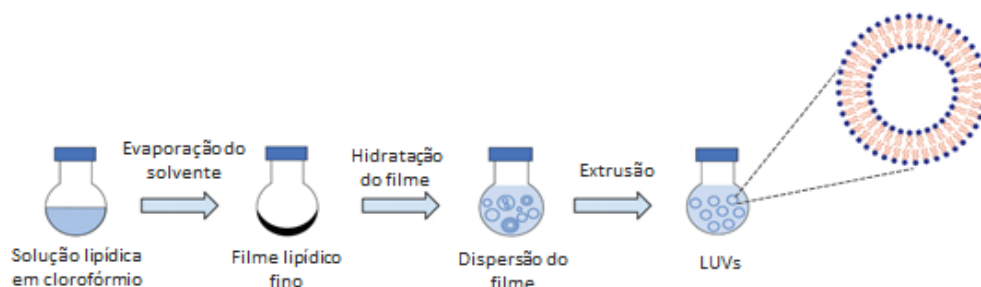 Evaporação do
solvente
Hidratação
do filme
Extrusão
Solução lipídica
em clorofórmio
Filme lipídico
fino
Dispersão do
filme
LUVs